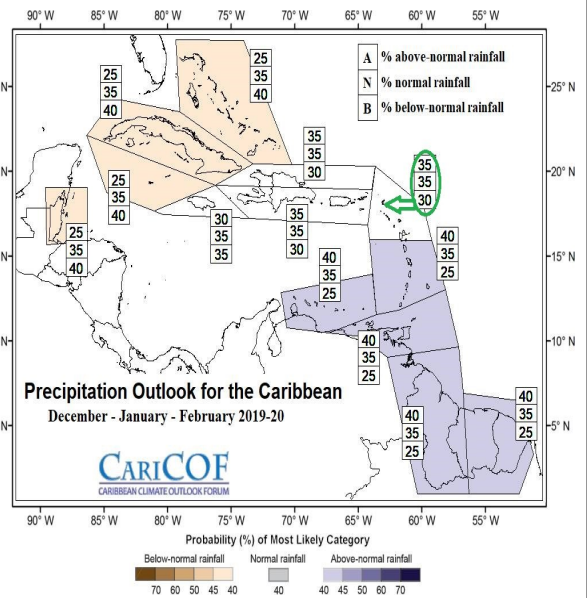 90° W 85° W 80° W 75° W 70° W 65° W 60° W 55° W
A % above-normal rainfall
N % normal rainfall
B % below-normal rainfall
25
35
40
25
35
40
N 25° N
35
35
30
35
35
30
N 20° N
25
35
40
30
35
35
35
35
30
25
35
40
40
35
25
N 15° N
40
35
25
40
35
25
N 10° N
Precipitation Outlook for the Caribbean
December - January - February 2019-20
40
35
25
40
35
25
N 5° N
CARICOF
CARIBBEAN CLIMATE OUTLOOK FORUM
90° W 85° W 80° W 75° W 70° W 65° W 60° W 55° W
Probability (%) of Most Likely Category
Below-normal rainfall Normal rainfall Above-normal rainfall
70 60 50 45 40 40 40 45 50 60 70